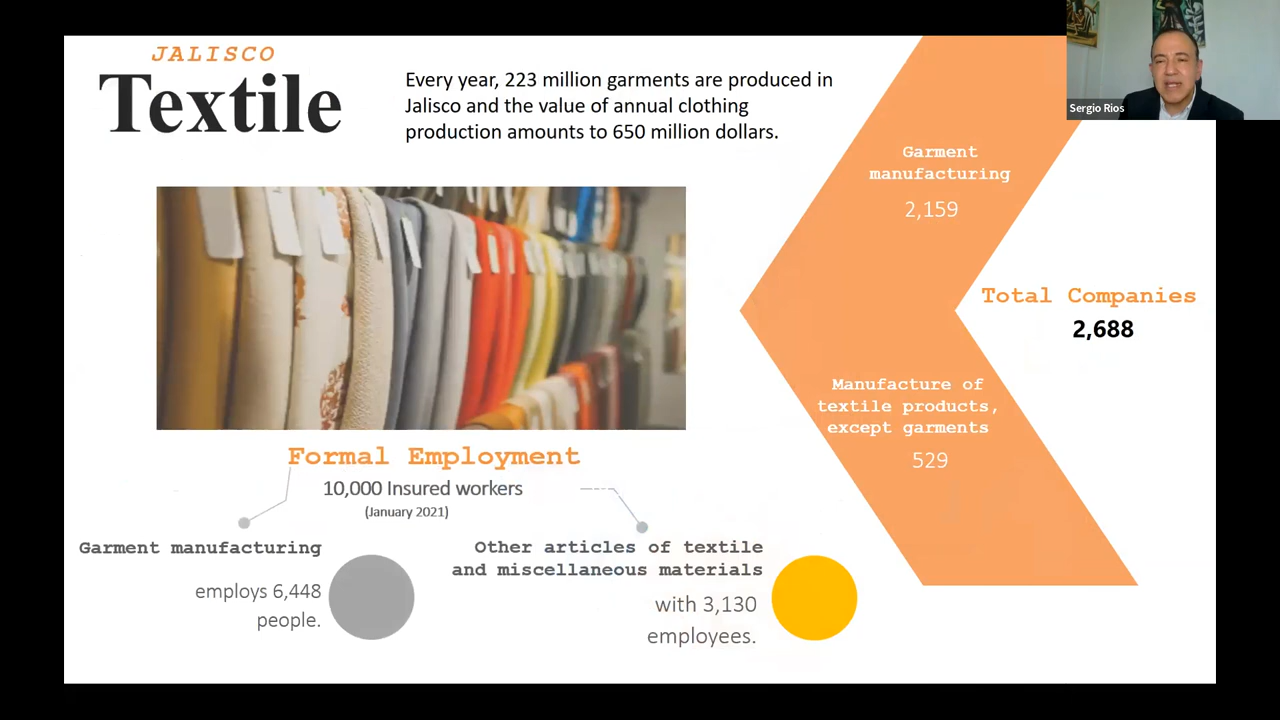 JALISCO
Textile
Every year, 223 million garments are produced in
Jalisco and the value of annual clothing
production amounts to 650 million dollars.
Sergio Rios
Garment
manufacturing
2,159
Total Companies
2,688
Manufacture of
textile products,
except garments
529
Formal Employment
10,000 Insured workers
(January 2021)
Garment manufacturing
employs 6,448
people.
Other articles of textile
and miscellaneous materials
with 3,130
employees.